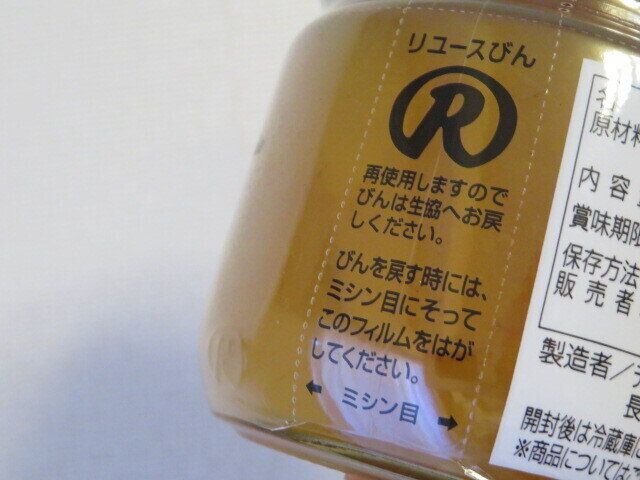 リユースびん
R
再使用しますので
びんは生協へお戻
しください。
びんを戻す時には、
ミシン目にそって
このフィルムをはが
してください。
← ミシン目 →
名
原材料
内容
賞味期限
保存方法
販売者
製造者/
長
開封後は冷蔵庫に
※商品については